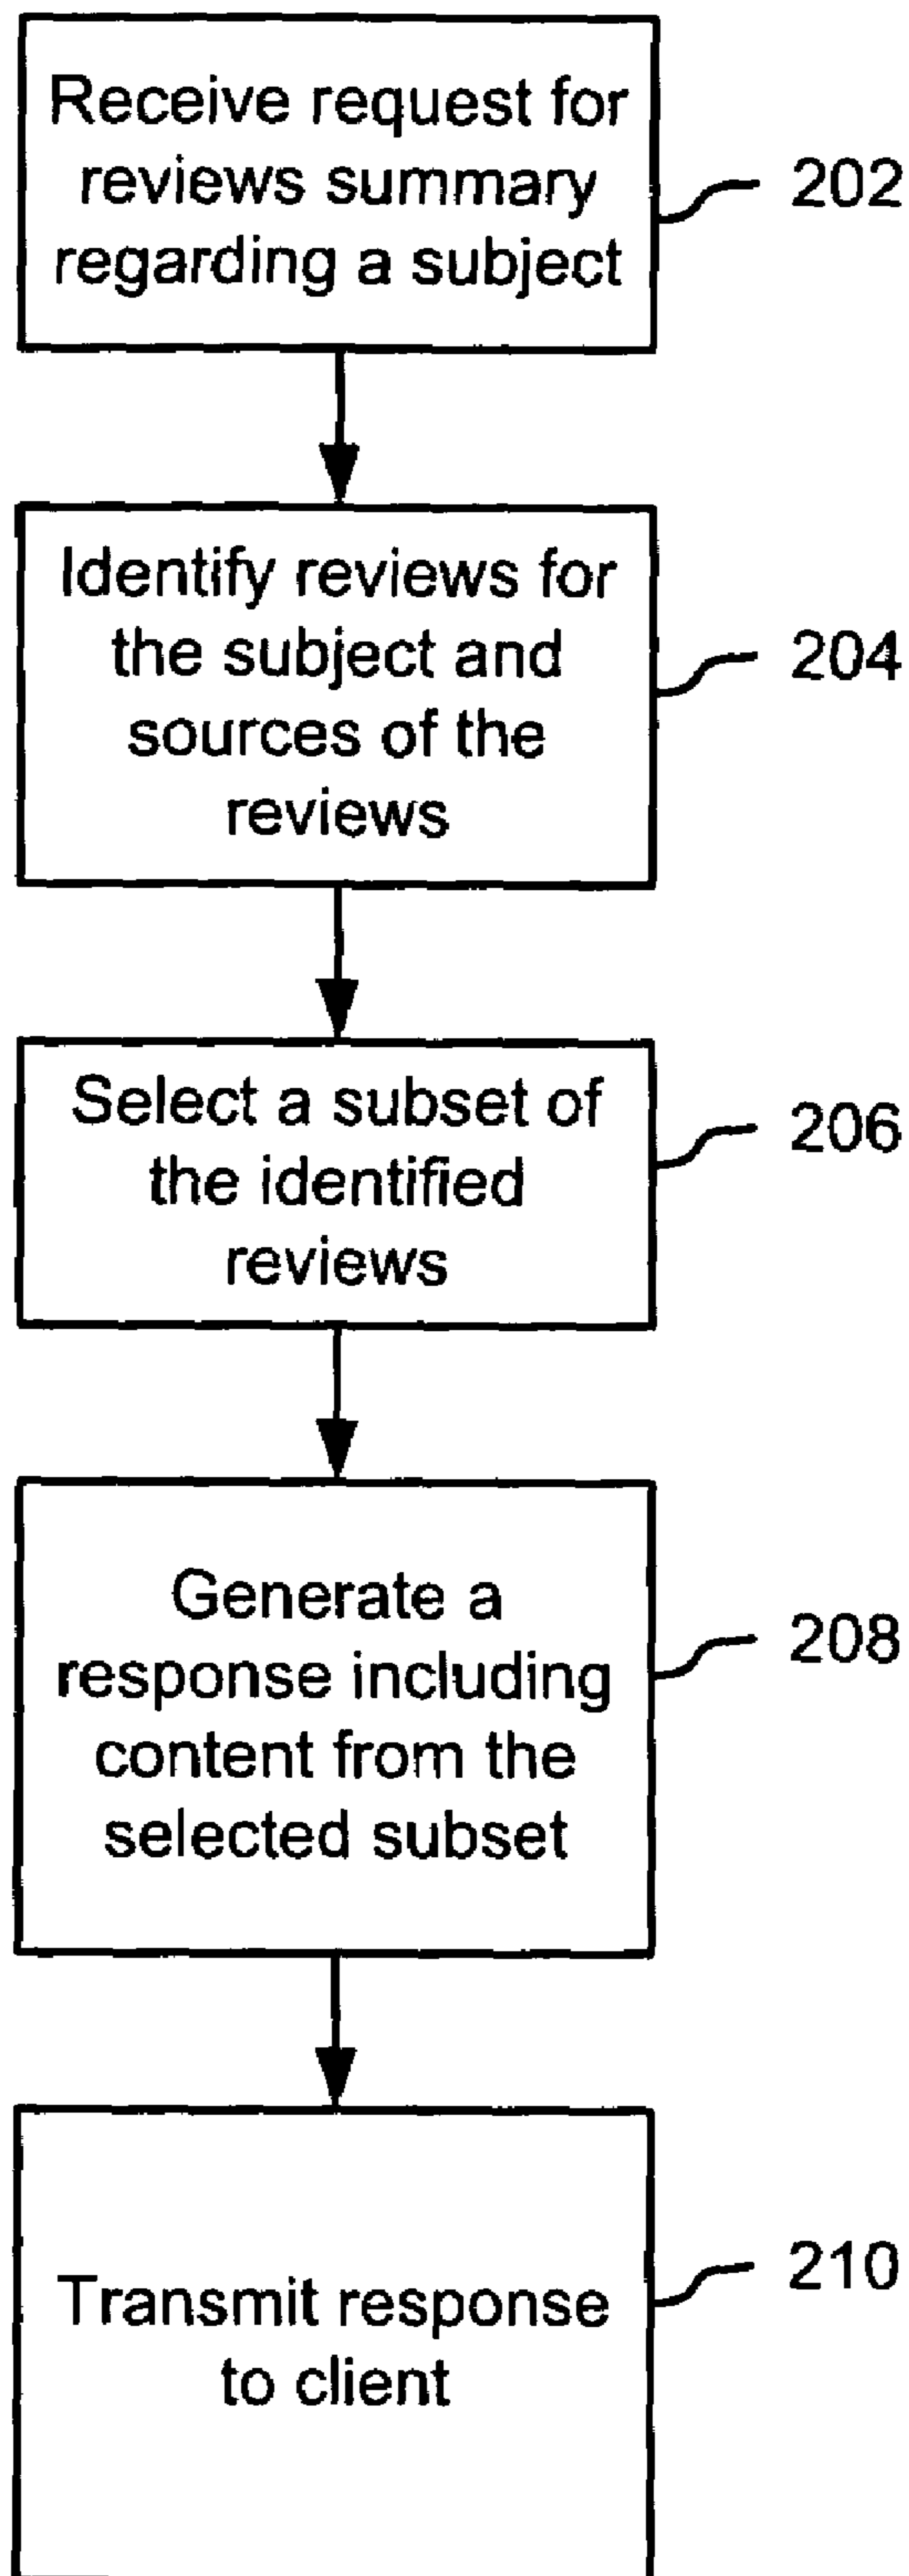 Receive request for
reviews summary
regarding a subject
202
Identify reviews for
the subject and
sources of the
reviews
204
Select a subset of
the identified
reviews
206
Generate a
response including
content from the
selected subset
208
Transmit response
to client
210